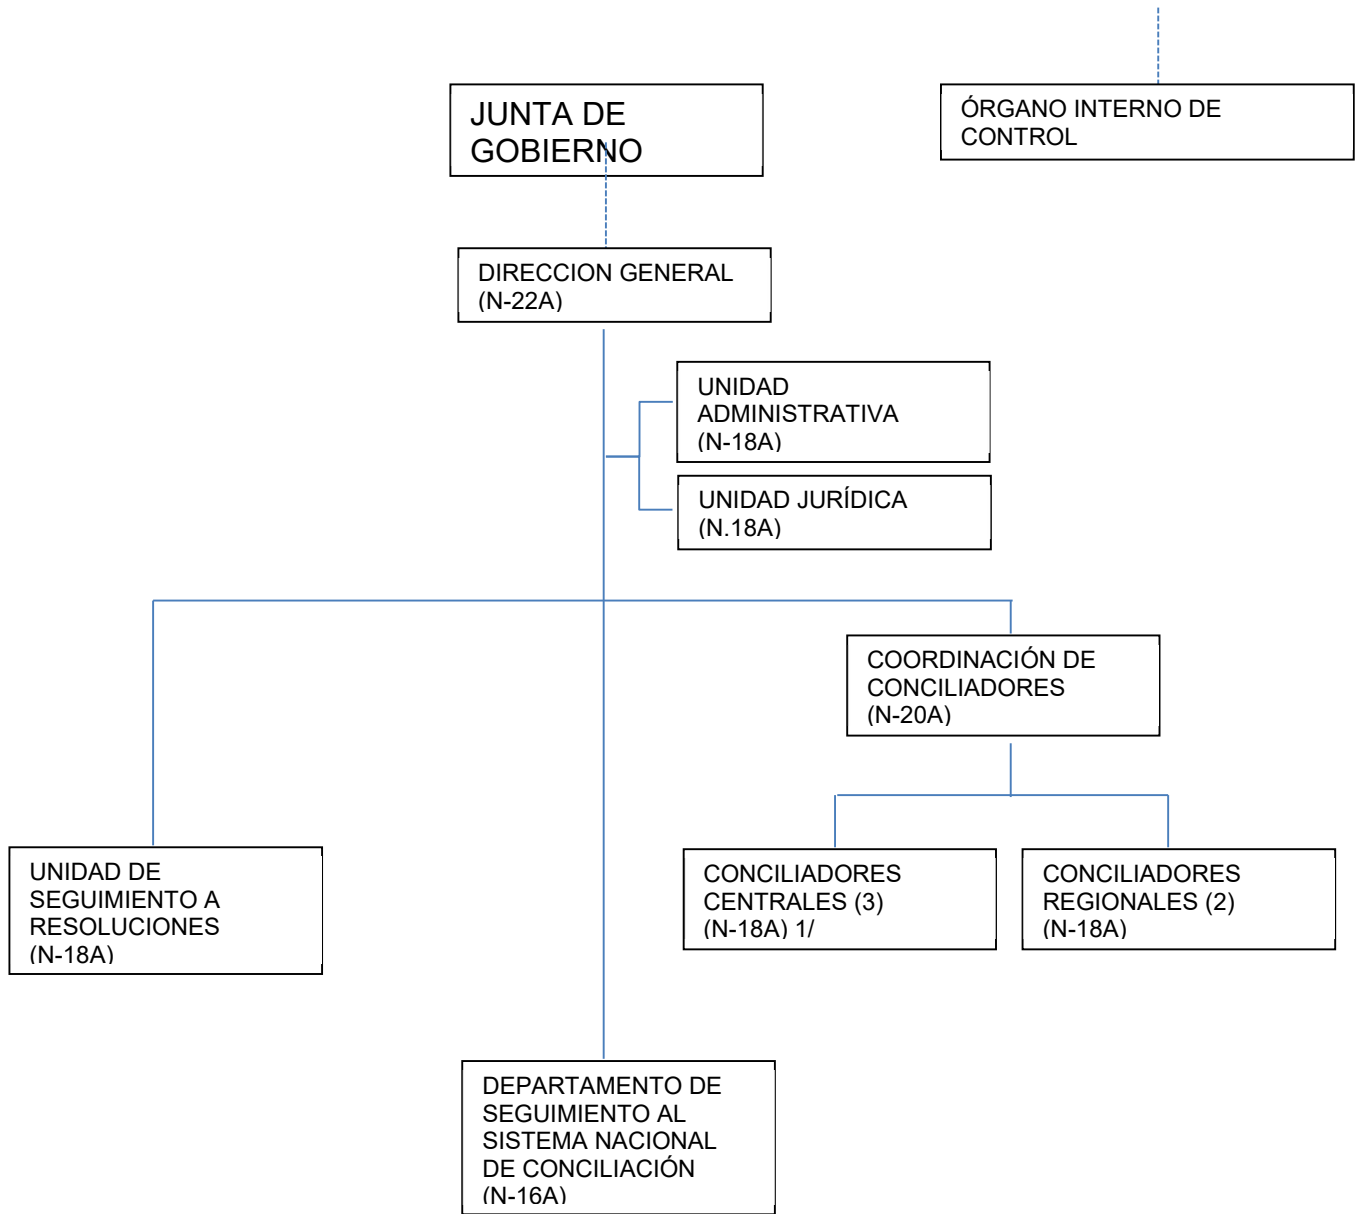 JUNTA DE
GOBIERNO
ÓRGANO INTERNO DE
CONTROL
DIRECCION GENERAL
(N-22A)
UNIDAD
ADMINISTRATIVA
(N-18A)
UNIDAD JURÍDICA
(N.18A)
COORDINACIÓN DE
CONCILIADORES
(N-20A)
UNIDAD DE
SEGUIMIENTO A
RESOLUCIONES
(N-18A)
CONCILIADORES
CENTRALES (3)
(N-18A) 1/
CONCILIADORES
REGIONALES (2)
(N-18A)
DEPARTAMENTO DE
SEGUIMIENTO AL
SISTEMA NACIONAL
DE CONCILIACIÓN
(N-16A)